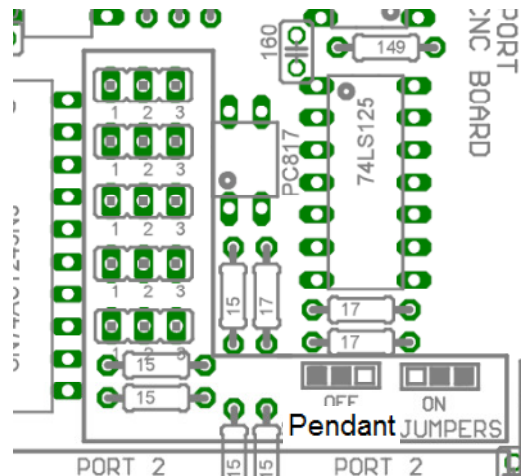 PORT
CNC BOARD
160
149
1 2 3
1 2 3
1 2 3
1 2 3
1 2 3
PC817
74LS125
15
17
17
17
15
15
OFF
ON
Pendant JUMPERS
15
15
PORT 2
PORT 2